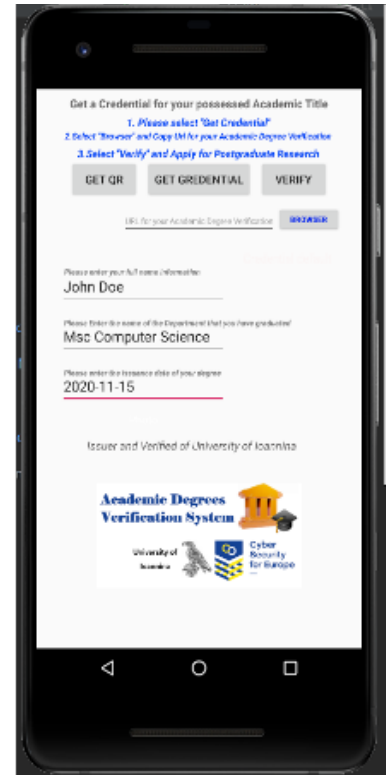 Get a Credential for your possessed Academic Title
1. Please select "Get Credential"
2.Select "Browser" and Copy Url for your Academic Degree Verification
3.Select "Verify" and Apply for Postgraduate Research
GET QR GET GREDENTIAL VERIFY
URL for your Academic Degree Verification BROWSER
Please enter your full name information
John Doe
Please Enter the name of the Department that you have graduated
Msc Computer Science
Please enter the issuance date of your degree
2020-11-15
Issuer and Verified of University of Ioannina
Academic Degrees
Verification System
University of
Ioannina
Cyber
Security
for Europe